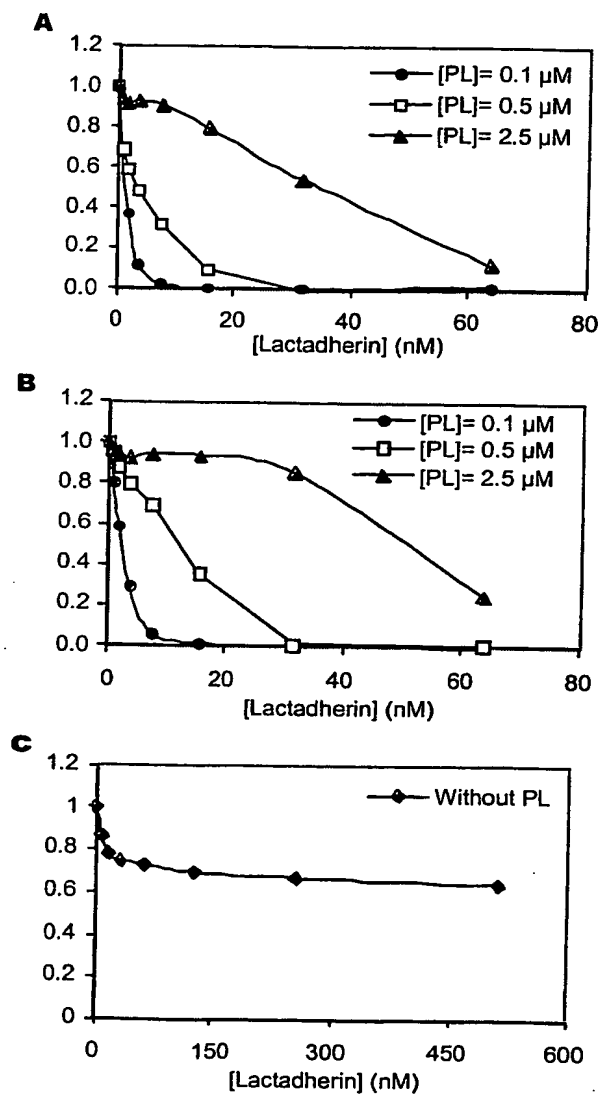 A
1.2
1.0
0.8
0.6
0.4
0.2
0.0
[PL]= 0.1 µM
[PL]= 0.5 µM
[PL]= 2.5 µM
0 20 40 60 80
[Lactadherin] (nM)
B
1.2
1.0
0.8
0.6
0.4
0.2
0.0
[PL]= 0.1 µM
[PL]= 0.5 µM
[PL]= 2.5 µM
0 20 40 60 80
[Lactadherin] (nM)
C
1.2
1
0.8
0.6
0.4
0.2
0
Without PL
0 150 300 450 600
[Lactadherin] (nM)